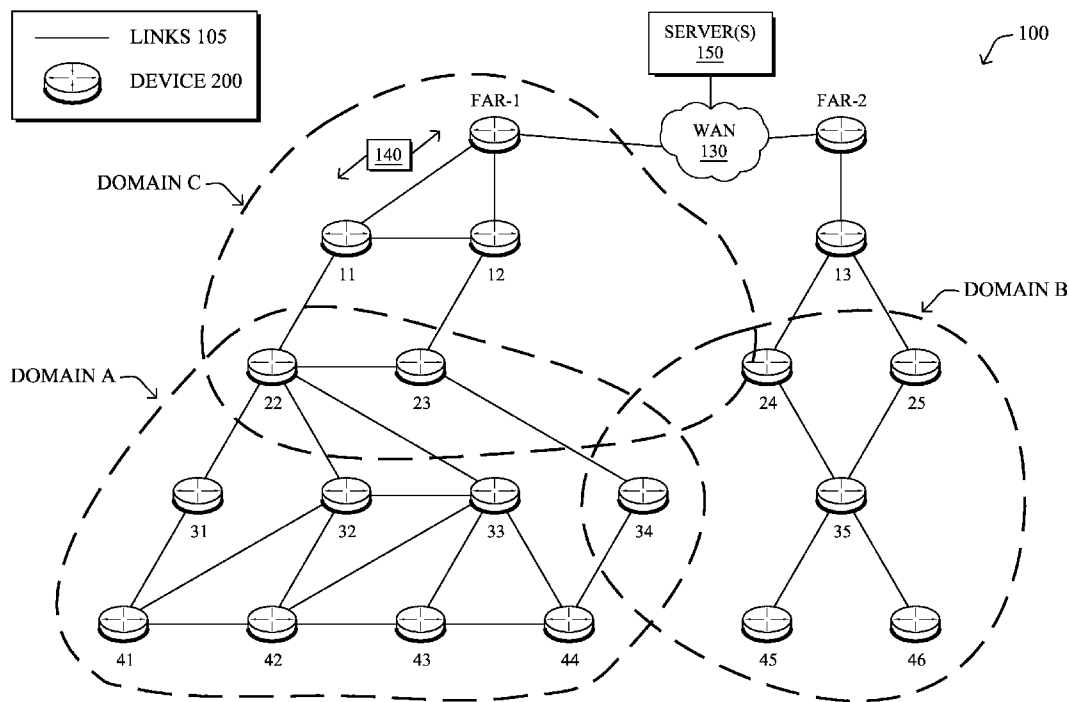 LINKS 105
DEVICE 200
SERVER(S)
150
100
FAR-1
FAR-2
WAN
130
140
DOMAIN C
11
12
13
DOMAIN B
DOMAIN A
22
23
24
25
31
32
33
34
35
41
42
43
44
45
46